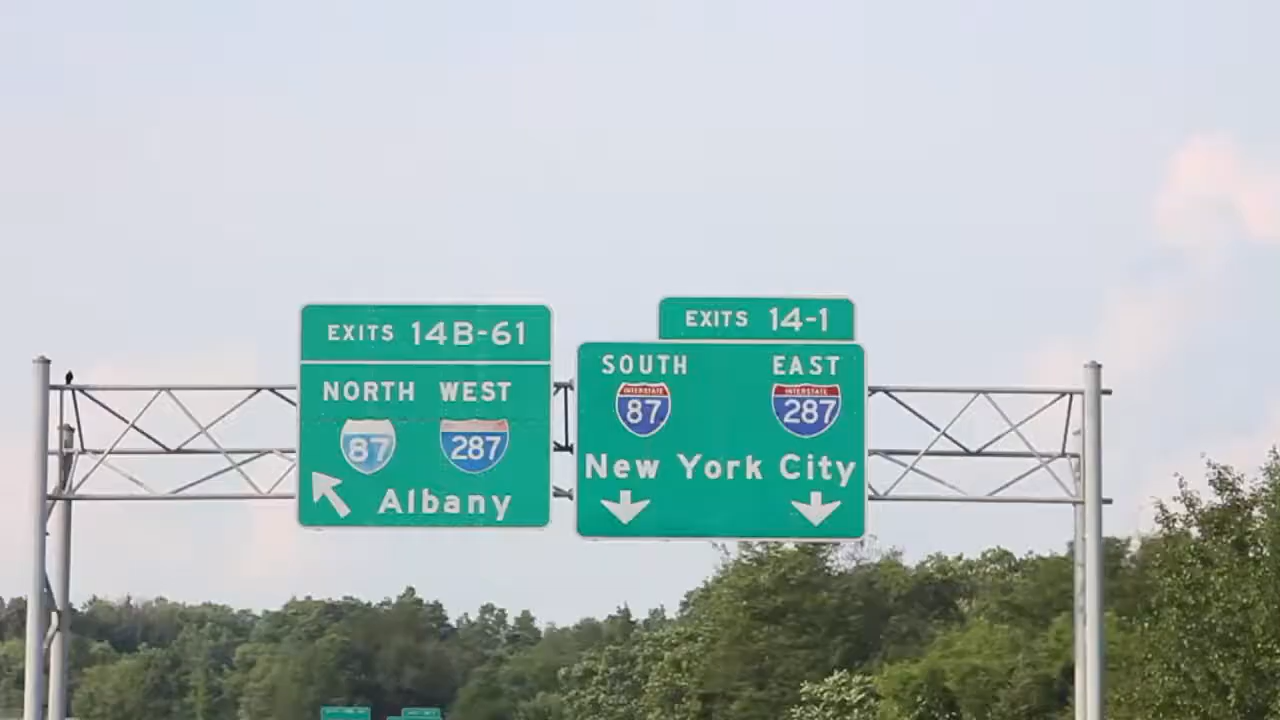 EXITS 14B-61
NORTH WEST
87 287
Albany
EXITS 14-1
SOUTH EAST
INTERSTATE INTERSTATE
87 287
New York City